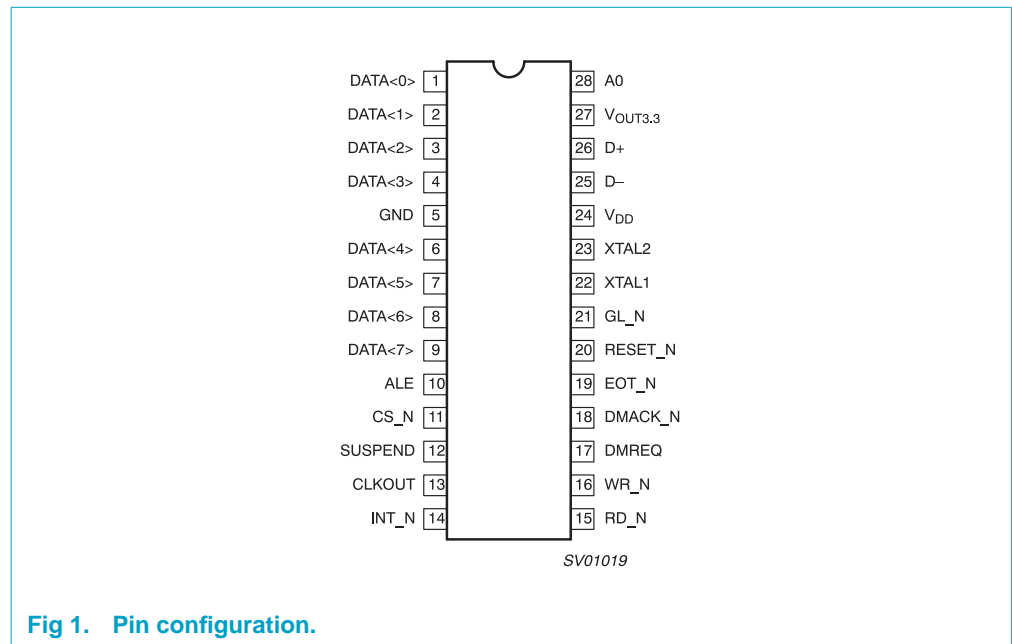 DATA<0> 1 28 A0
DATA<1> 2 27 VOUT3.3
DATA<2> 3 26 D+
DATA<3> 4 25 D–
GND 5 24 VDD
DATA<4> 6 23 XTAL2
DATA<5> 7 22 XTAL1
DATA<6> 8 21 GL_N
DATA<7> 9 20 RESET_N
ALE 10 19 EOT_N
CS_N 11 18 DMACK_N
SUSPEND 12 17 DMREQ
CLKOUT 13 16 WR_N
INT_N 14 15 RD_N
SV01019
Fig 1. Pin configuration.